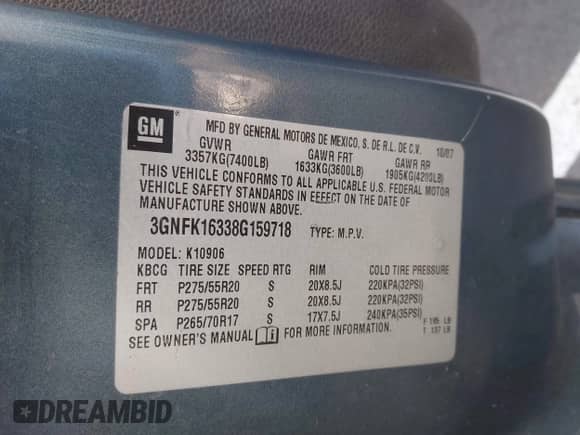 GM ®
MFD BY GENERAL MOTORS DE MEXICO, S. DE R.L. DE C.V. 10/07
GVWR GAWR FRT GAWR RR
3357KG(7400LB) 1633KG(3600LB) 1905KG(4200LB)
THIS VEHICLE CONFORMS TO ALL APPLICABLE U.S. FEDERAL MOTOR
VEHICLE SAFETY STANDARDS IN EFFECT ON THE DATE OF
MANUFACTURE SHOWN ABOVE.
3GNFK16338G159718 TYPE: M.P.V.
MODEL: K10906
KBCG TIRE SIZE SPEED RTG RIM COLD TIRE PRESSURE
FRT P275/55R20 S 20X8.5J 220KPA(32PSI)
RR P275/55R20 S 20X8.5J 220KPA(32PSI)
SPA P265/70R17 S 17X7.5J 240KPA(35PSI)
F 195 LB
T 137 LB
SEE OWNER'S MANUAL FOR MORE INFORMATION.
DREAMBID